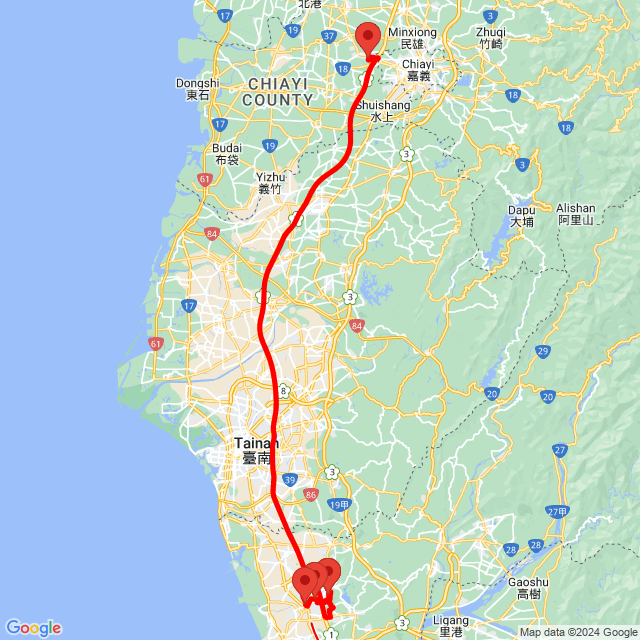 北港
Minxiong
民雄
Zhuqi
竹崎
17
61
37
3
1
18
Chiayi
嘉義
Dongshi
東石
CHIAYI
COUNTY
18
Shuishang
水上
18
19
3
Budai
布袋
3
Yizhu
義竹
61
Dapu
大埔
Alishan
阿里山
84
3
17
84
61
29
8
20
20
Tainan
臺南
27
3
39
86
19甲
27甲
28
28
Gaoshu
高樹
Ligang
里港
1
Google
Map data ©2024 Google